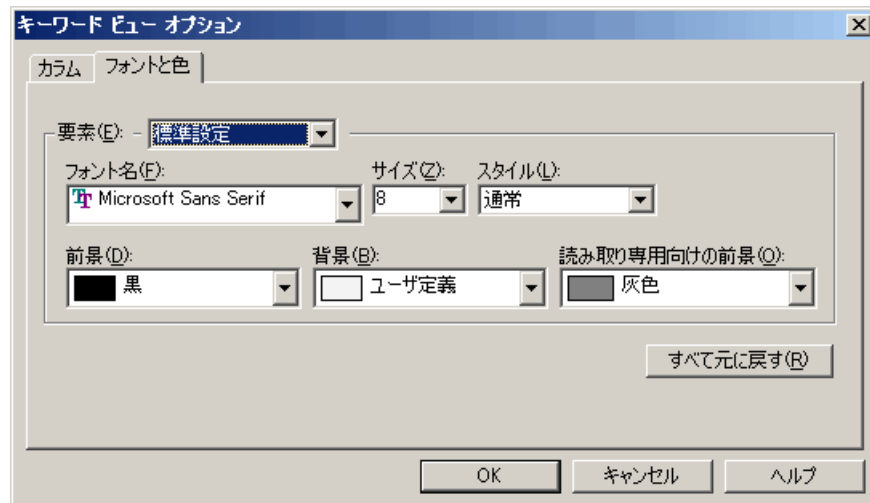 キーワード ビュー オプション
カラム フォントと色
要素(E): 標準設定
フォント名(F): サイズ(Z): スタイル(L):
Microsoft Sans Serif 8 通常
前景(D): 背景(B): 読み取り専用向けの前景(O):
黒 ユーザ定義 灰色
すべて元に戻す(R)
OK キャンセル ヘルプ